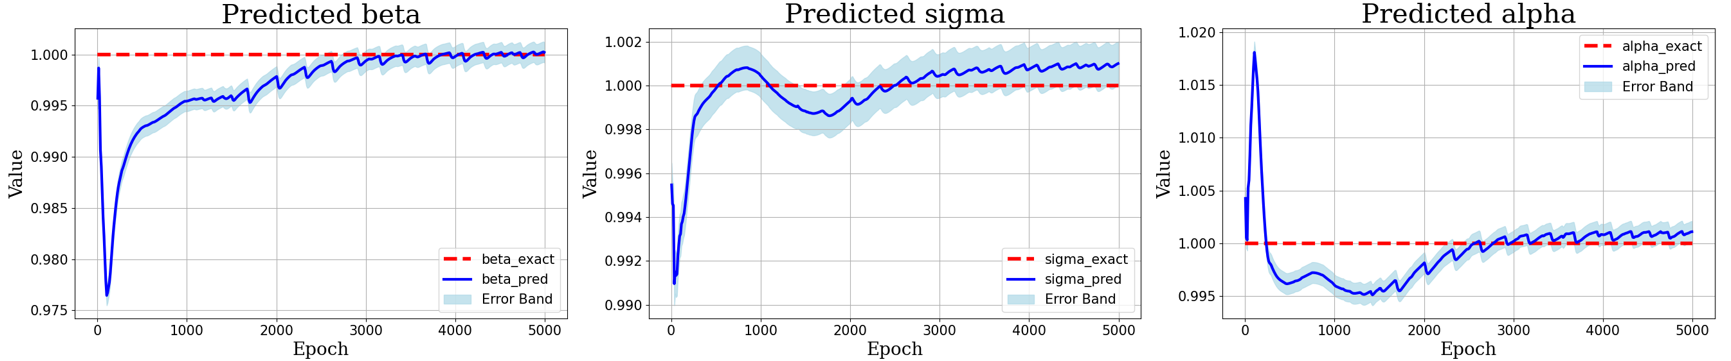 Predicted beta
Value
1.000
0.995
0.990
0.985
0.980
0.975
beta_exact
beta_pred
Error Band
0
1000
2000
3000
4000
5000
Epoch
Predicted sigma
Value
1.002
1.000
0.998
0.996
0.994
0.992
0.990
sigma_exact
sigma_pred
Error Band
0
1000
2000
3000
4000
5000
Epoch
Predicted alpha
Value
1.020
1.015
1.010
1.005
1.000
0.995
alpha_exact
alpha_pred
Error Band
0
1000
2000
3000
4000
5000
Epoch